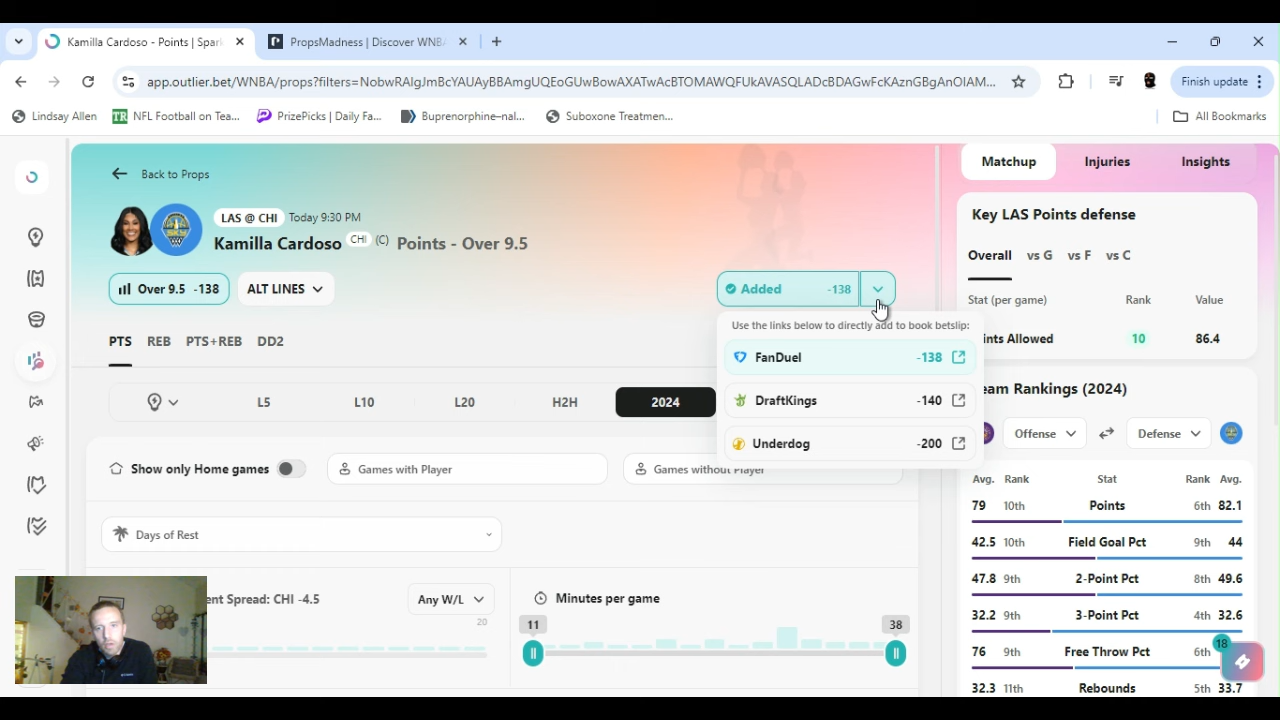 Kamilla Cardoso - Points | Spar
PropsMadness | Discover WNB
app.outlier.bet/WNBA/props?filters=NobwRAlgJmBcYAUAyBBAmgUQEoGUwBowAXATwAcBTOMAWQFUkAVASQLADcBDAGwFcKAznGBgAnOIAM...
Finish update
Lindsay Allen
NFL Football on Tea...
PrizePicks | Daily Fa...
Buprenorphine–nal...
Suboxone Treatmen...
All Bookmarks
Back to Props
LAS @ CHI Today 9:30 PM
Kamilla Cardoso CHI (C) Points - Over 9.5
Over 9.5 -138
ALT LINES
Added -138
Use the links below to directly add to book betslip:
FanDuel -138
DraftKings -140
Underdog -200
PTS REB PTS+REB DD2
L5 L10 L20 H2H 2024
Show only Home games
Games with Player
Games without Player
Days of Rest
ent Spread: CHI -4.5
Any W/L
20
Minutes per game
11
38
Matchup Injuries Insights
Key LAS Points defense
Overall vs G vs F vs C
Stat (per game) Rank Value
ints Allowed 10 86.4
eam Rankings (2024)
Offense Defense
Avg. Rank Stat Rank Avg.
79 10th Points 6th 82.1
42.5 10th Field Goal Pct 9th 44
47.8 9th 2-Point Pct 8th 49.6
32.2 9th 3-Point Pct 4th 32.6
76 9th Free Throw Pct 6th
18
32.3 11th Rebounds 5th 33.7